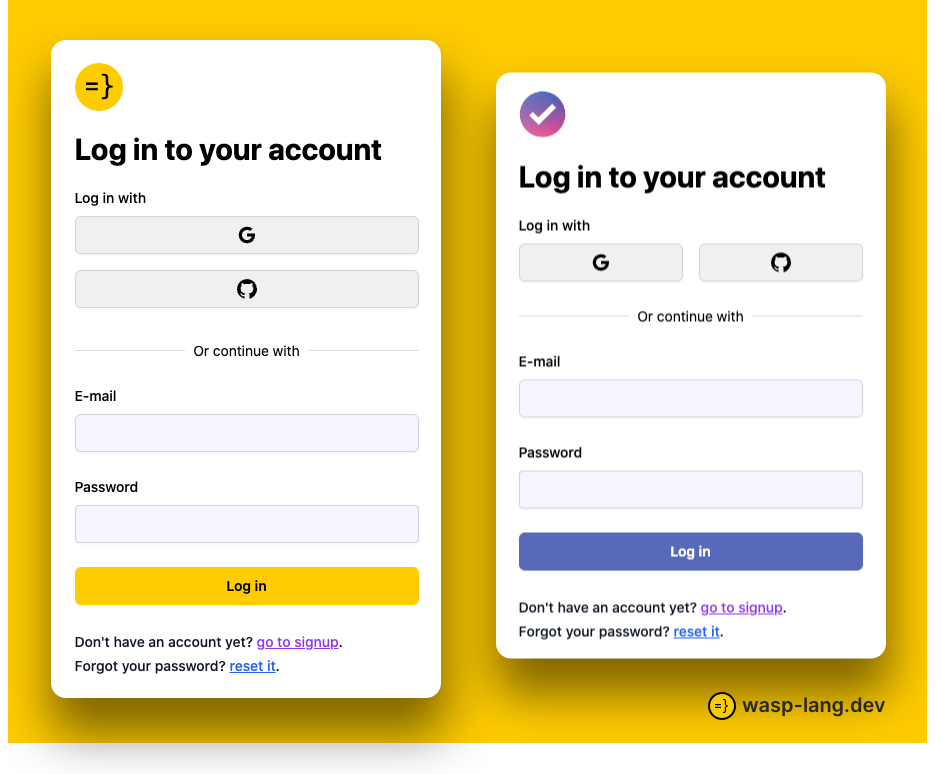 =}
Log in to your account
Log in with
G
Or continue with
E-mail
Password
Log in
Don't have an account yet? go to signup.
Forgot your password? reset it.
Log in to your account
Log in with
G
Or continue with
E-mail
Password
Log in
Don't have an account yet? go to signup.
Forgot your password? reset it.
=} wasp-lang.dev